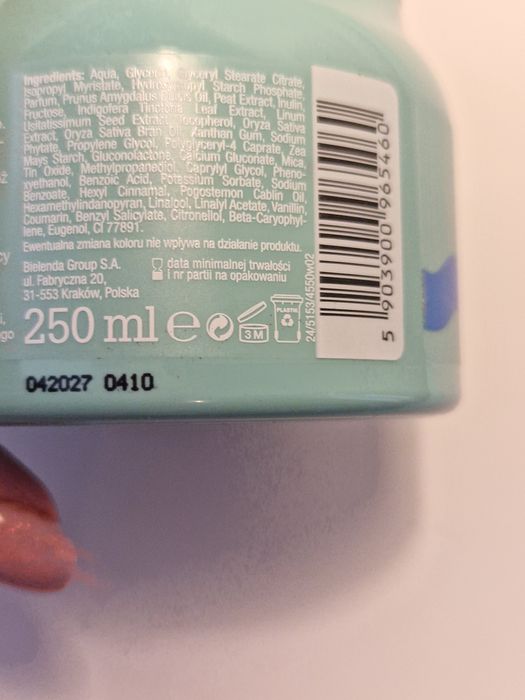 Ingredients: Aqua, Glycerin, Glyceryl Stearate Citrate,
Isopropyl Myristate, Hydroxypropyl Starch Phosphate,
Parfum, Prunus Amygdalus Dulcis Oil, Peat Extract, Inulin,
Fructose, Indigofera Tinctoria Leaf Extract, Linum
Usitatissimum Seed Extract, Tocopherol, Oryza Sativa
Extract, Oryza Sativa Bran Oil, Xanthan Gum, Sodium
Phytate, Propylene Glycol, Polyglyceryl-4 Caprate, Zea
Mays Starch, Gluconolactone, Calcium Gluconate, Mica,
Tin Oxide, Methylpropanediol, Caprylyl Glycol, Pheno-
xyethanol, Benzoic Acid, Potassium Sorbate, Sodium
Benzoate, Hexyl Cinnamal, Pogostemon Cablin Oil,
Hexamethylindanopyran, Linalool, Linalyl Acetate, Vanillin,
Coumarin, Benzyl Salicylate, Citronellol, Beta-Caryophyl-
lene, Eugenol, CI 77891.
Ewentualna zmiana koloru nie wpływa na działanie produktu.
Bielenda Group S.A.
ul. Fabryczna 20,
31-553 Kraków, Polska
data minimalnej trwałości
i nr partii na opakowaniu
250 ml e
3 M
PLASTIK
24/5153/4550w02
5 903900 965460
042027 0410